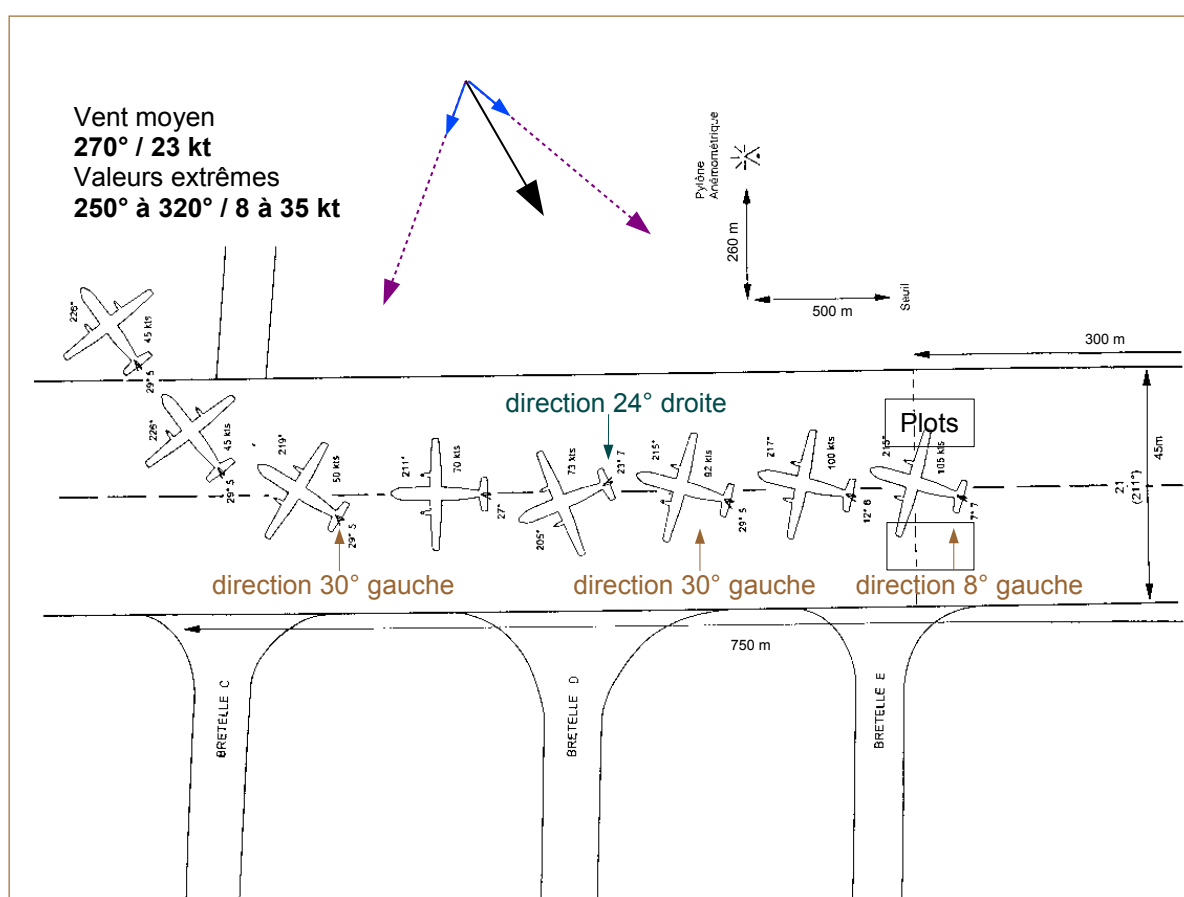 Vent moyen
270° / 23 kt
Valeurs extrêmes
250° à 320° / 8 à 35 kt
Pylône
Anémométrique
260 m
500 m
Seuil
300 m
226°
45 kts
29° 5
226°
45 kts
29° 5
219°
50 kts
29° 5
211°
70 kts
27°
205°
73 kts
23° 7
215°
92 kts
29° 5
217°
100 kts
12° 6
215°
105 kts
7° 7
direction 24° droite
Plots
45m
21
(211°)
direction 30° gauche
direction 30° gauche
direction 8° gauche
750 m
BRETELLE C
BRETELLE D
BRETELLE E